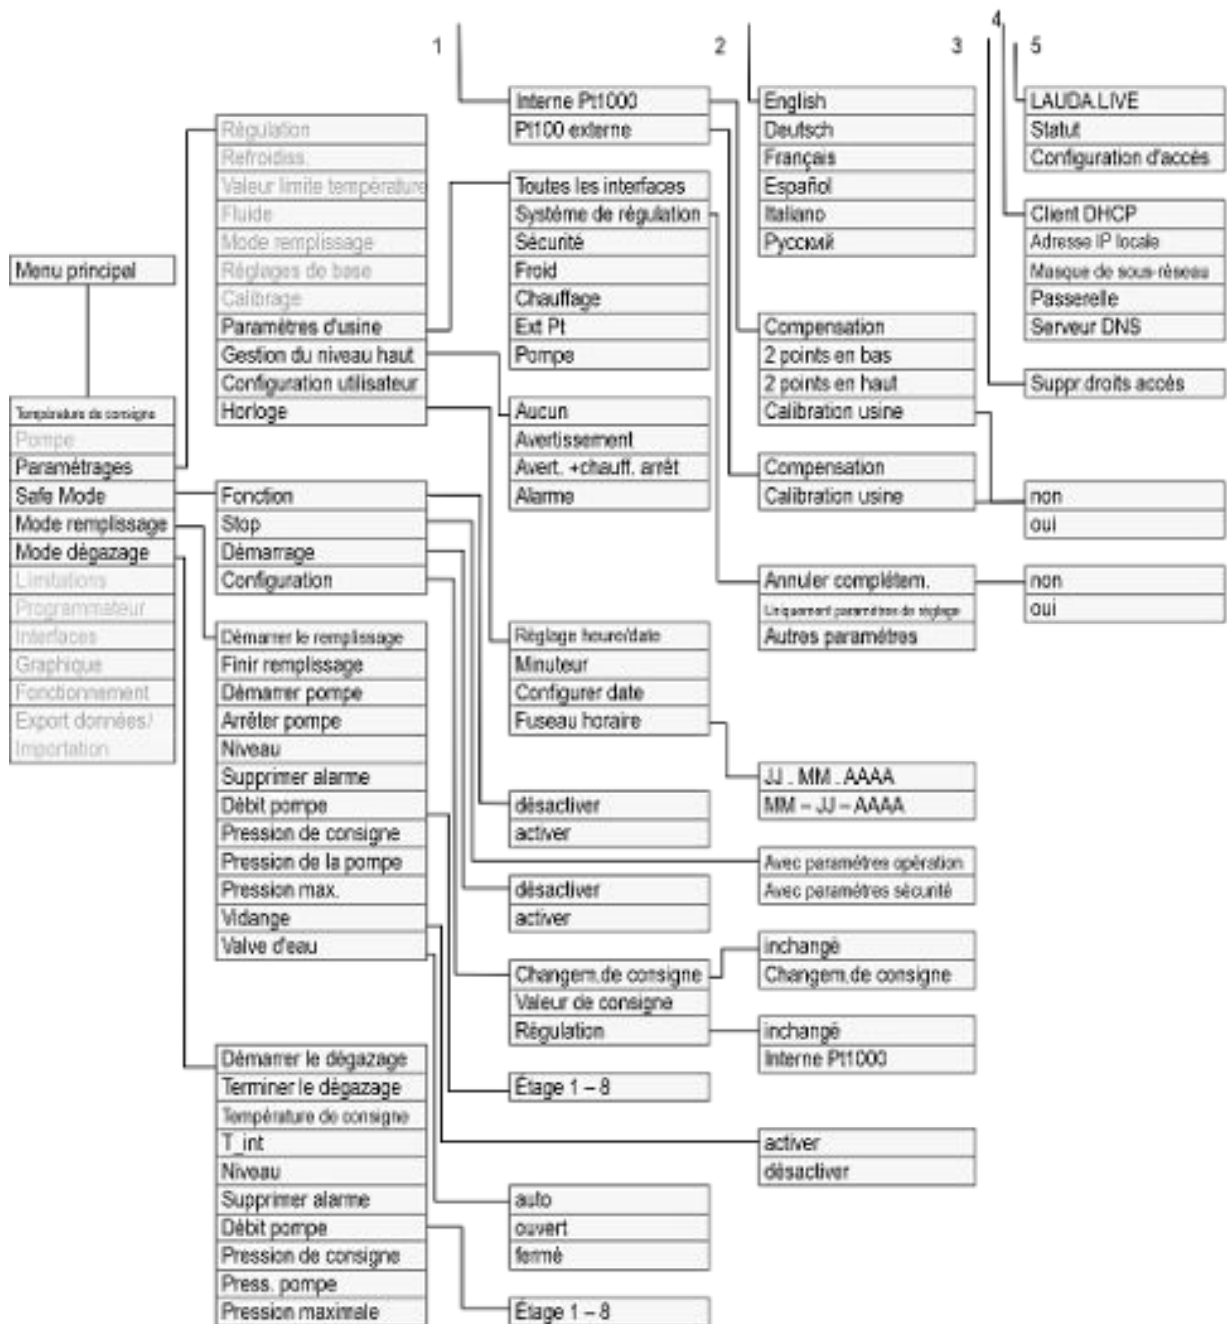 1
2
3
4
5
Menu principal
Température de consigne
Pompe
Paramétrages
Safe Mode
Mode remplissage
Mode dégazage
Limitations
Programmateur
Interfaces
Graphique
Fonctionnement
Export données/
Importation
Régulation
Refroidiss.
Valeur limite température
Fluide
Mode remplissage
Réglages de base
Calibrage
Paramètres d'usine
Gestion du niveau haut
Configuration utilisateur
Horloge
Fonction
Stop
Démarrage
Configuration
Démarrer le remplissage
Finir remplissage
Démarrer pompe
Arrêter pompe
Niveau
Supprimer alarme
Débit pompe
Pression de consigne
Pression de la pompe
Pression max.
Vidange
Valve d'eau
Démarrer le dégazage
Terminer le dégazage
Température de consigne
T_int
Niveau
Supprimer alarme
Débit pompe
Pression de consigne
Press. pompe
Pression maximale
Interne Pt1000
Pt100 externe
Toutes les interfaces
Système de régulation
Sécurité
Froid
Chauffage
Ext Pt
Pompe
Aucun
Avertissement
Avert. +chauff. arrêt
Alarme
Réglage heure/date
Minuteur
Configurer date
Fuseau horaire
désactiver
activer
désactiver
activer
Changem.de consigne
Valeur de consigne
Régulation
Étage 1 – 8
auto
ouvert
fermé
Étage 1 – 8
English
Deutsch
Français
Español
Italiano
Русский
Compensation
2 points en bas
2 points en haut
Calibration usine
Compensation
Calibration usine
Annuler complétem.
Uniquement paramètres de réglage
Autres paramètres
JJ . MM . AAAA
MM – JJ – AAAA
Avec paramètres opération
Avec paramètres sécurité
inchangé
Changem.de consigne
inchangé
Interne Pt1000
activer
désactiver
LAUDA.LIVE
Statut
Configuration d'accès
Client DHCP
Adresse IP locale
Masque de sous-réseau
Passerelle
Serveur DNS
Suppr.droits accès
non
oui
non
oui